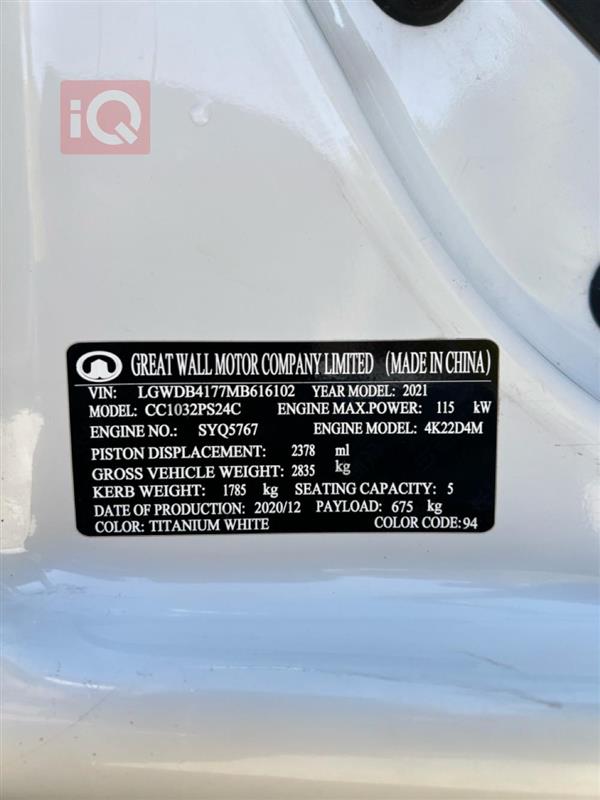 iQ
GREAT WALL MOTOR COMPANY LIMITED (MADE IN CHINA)
VIN: LGWDB4177MB616102 YEAR MODEL: 2021
MODEL: CC1032PS24C ENGINE MAX.POWER: 115 kW
ENGINE NO.: SYQ5767 ENGINE MODEL: 4K22D4M
PISTON DISPLACEMENT: 2378 ml
GROSS VEHICLE WEIGHT: 2835 kg
KERB WEIGHT: 1785 kg SEATING CAPACITY: 5
DATE OF PRODUCTION: 2020/12 PAYLOAD: 675 kg
COLOR: TITANIUM WHITE COLOR CODE: 94